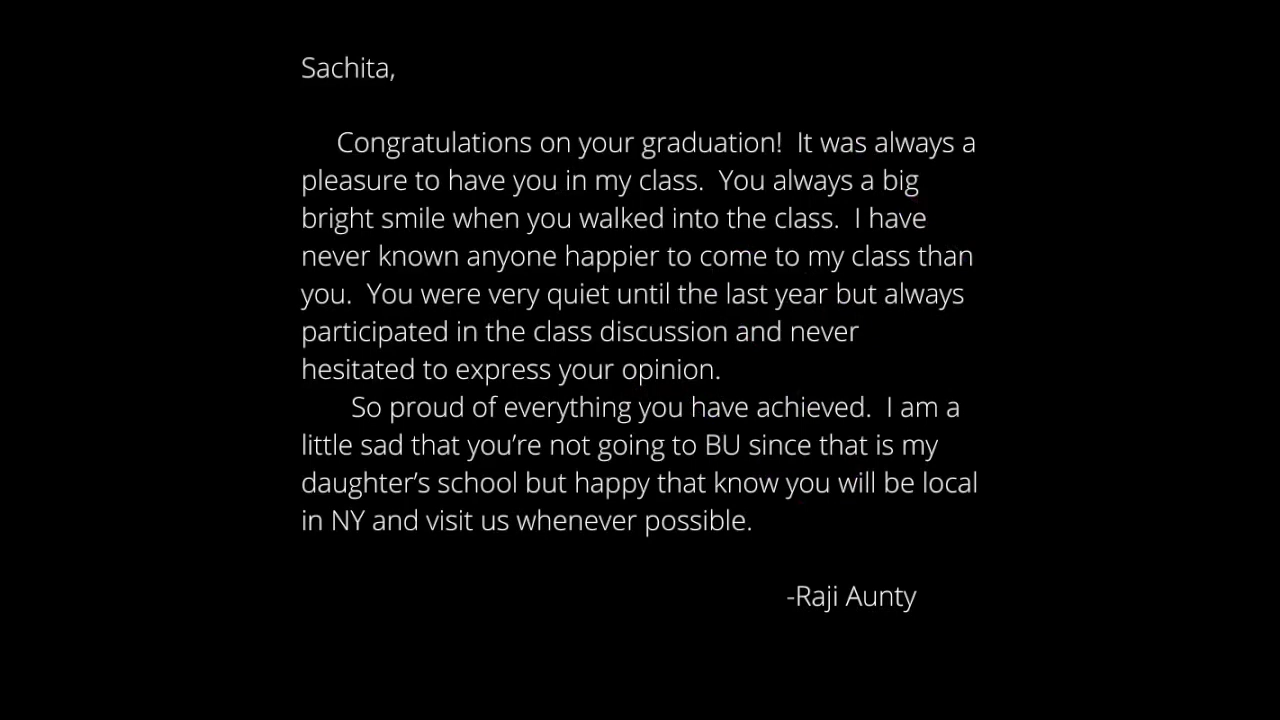 Sachita,
Congratulations on your graduation! It was always a
pleasure to have you in my class. You always a big
bright smile when you walked into the class. I have
never known anyone happier to come to my class than
you. You were very quiet until the last year but always
participated in the class discussion and never
hesitated to express your opinion.
So proud of everything you have achieved. I am a
little sad that you’re not going to BU since that is my
daughter’s school but happy that know you will be local
in NY and visit us whenever possible.
-Raji Aunty